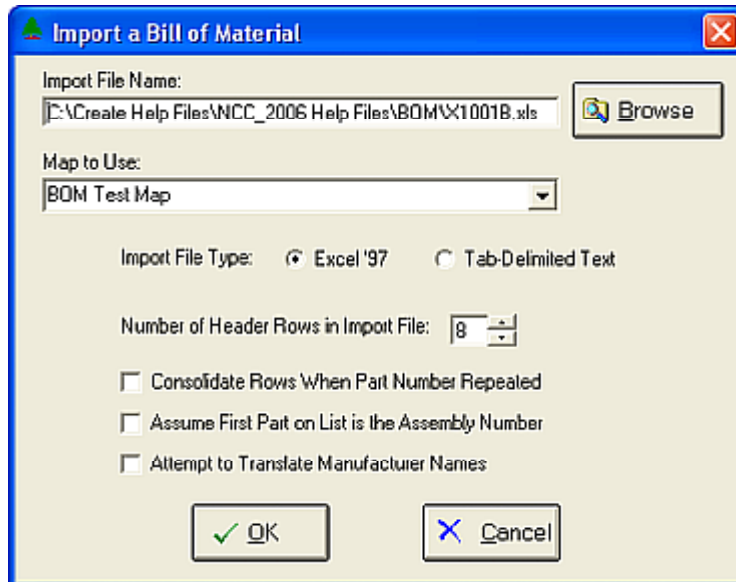 Import a Bill of Material
Import File Name:
C:\Create Help Files\NCC_2006 Help Files\BOM\X1001B.xls
Browse
Map to Use:
BOM Test Map
Import File Type: Excel '97 Tab-Delimited Text
Number of Header Rows in Import File: 8
Consolidate Rows When Part Number Repeated
Assume First Part on List is the Assembly Number
Attempt to Translate Manufacturer Names
OK Cancel